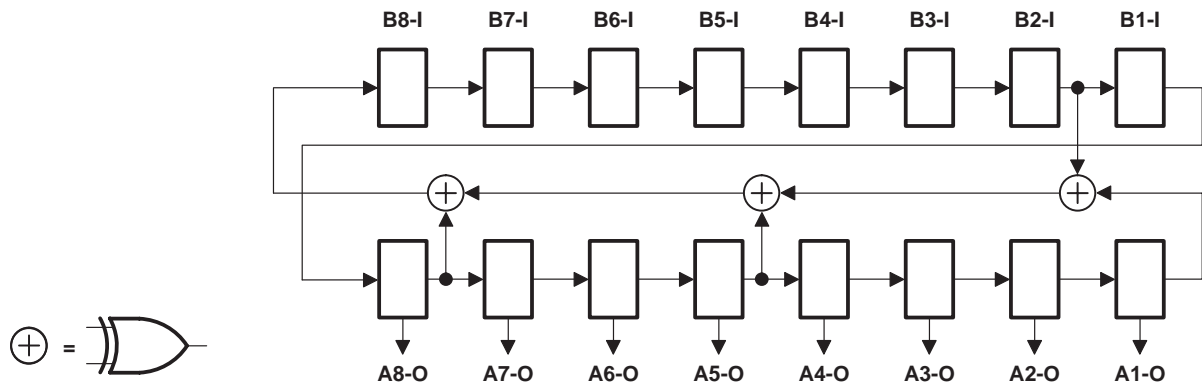 B8-I B7-I B6-I B5-I B4-I B3-I B2-I B1-I
=
A8-O A7-O A6-O A5-O A4-O A3-O A2-O A1-O